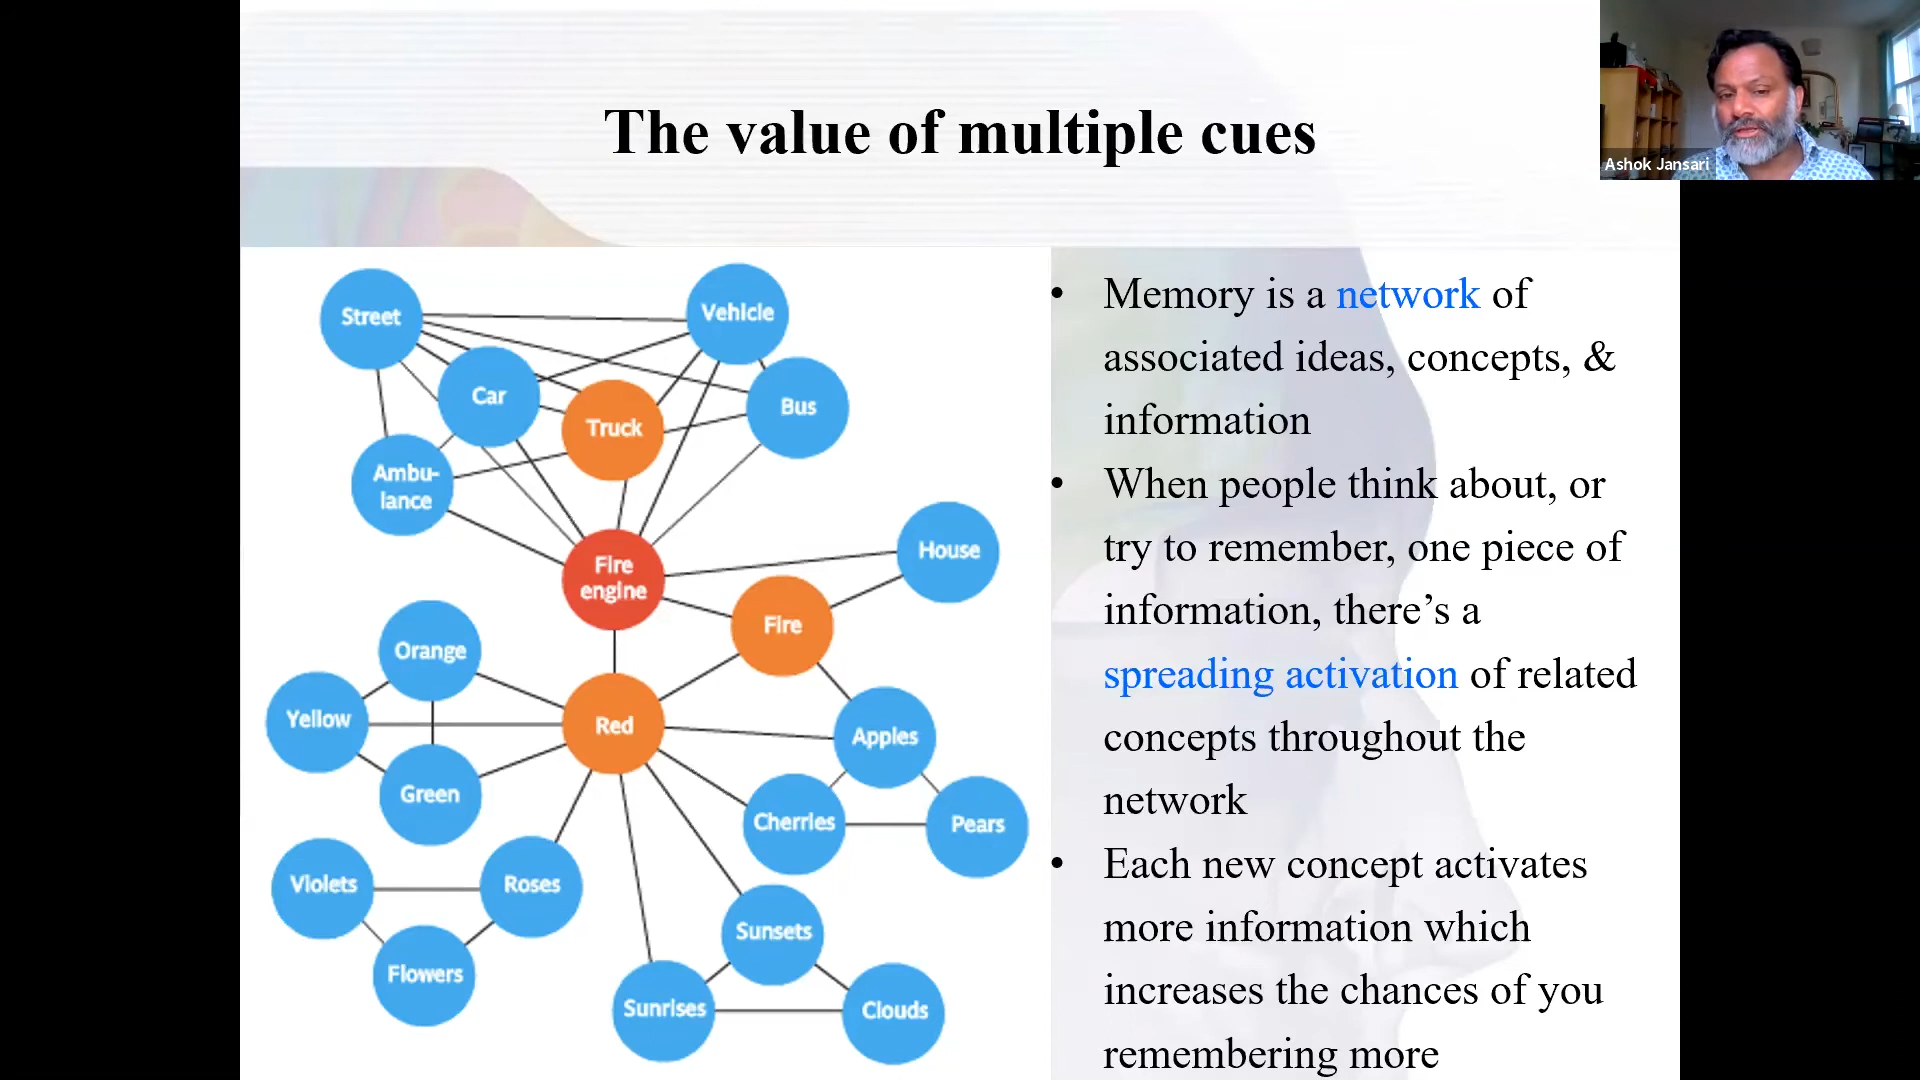 The value of multiple cues
Ashok Jansari
Street
Vehicle
Car
Truck
Bus
Ambu-
lance
Fire
engine
House
Fire
Orange
Yellow
Red
Apples
Green
Cherries
Pears
Violets
Roses
Sunsets
Flowers
Sunrises
Clouds
• Memory is a network of
associated ideas, concepts, &
information
• When people think about, or
try to remember, one piece of
information, there’s a
spreading activation of related
concepts throughout the
network
• Each new concept activates
more information which
increases the chances of you
remembering more